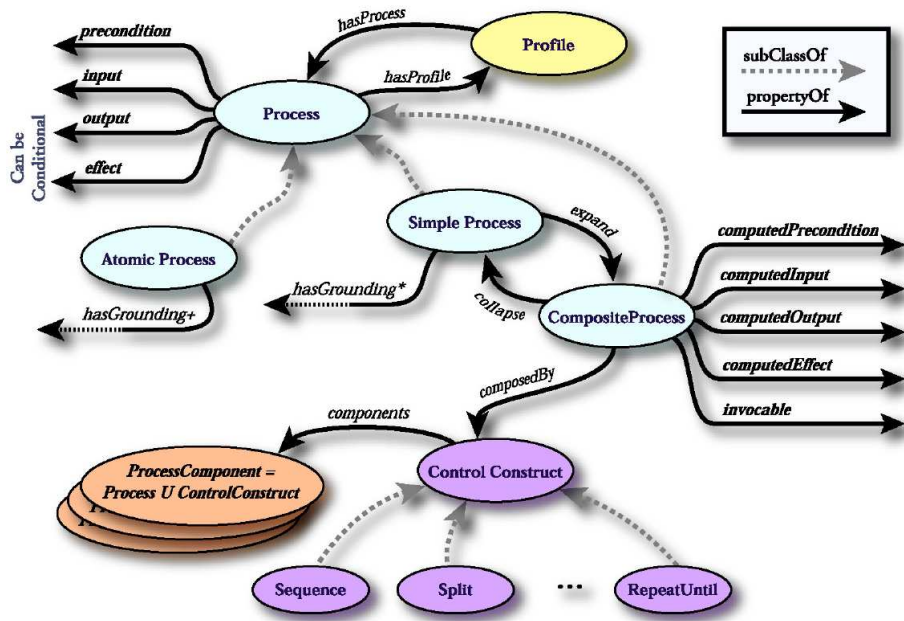 precondition
input
output
effect
Can be
Conditional
hasProcess
hasProfile
Profile
Process
subClassOf
propertyOf
Atomic Process
hasGrounding+
Simple Process
hasGrounding*
expand
collapse
CompositeProcess
computedPrecondition
computedInput
computedOutput
computedEffect
invocable
composedBy
components
ProcessComponent =
Process U ControlConstruct
Control Construct
Sequence
Split
...
RepeatUntil